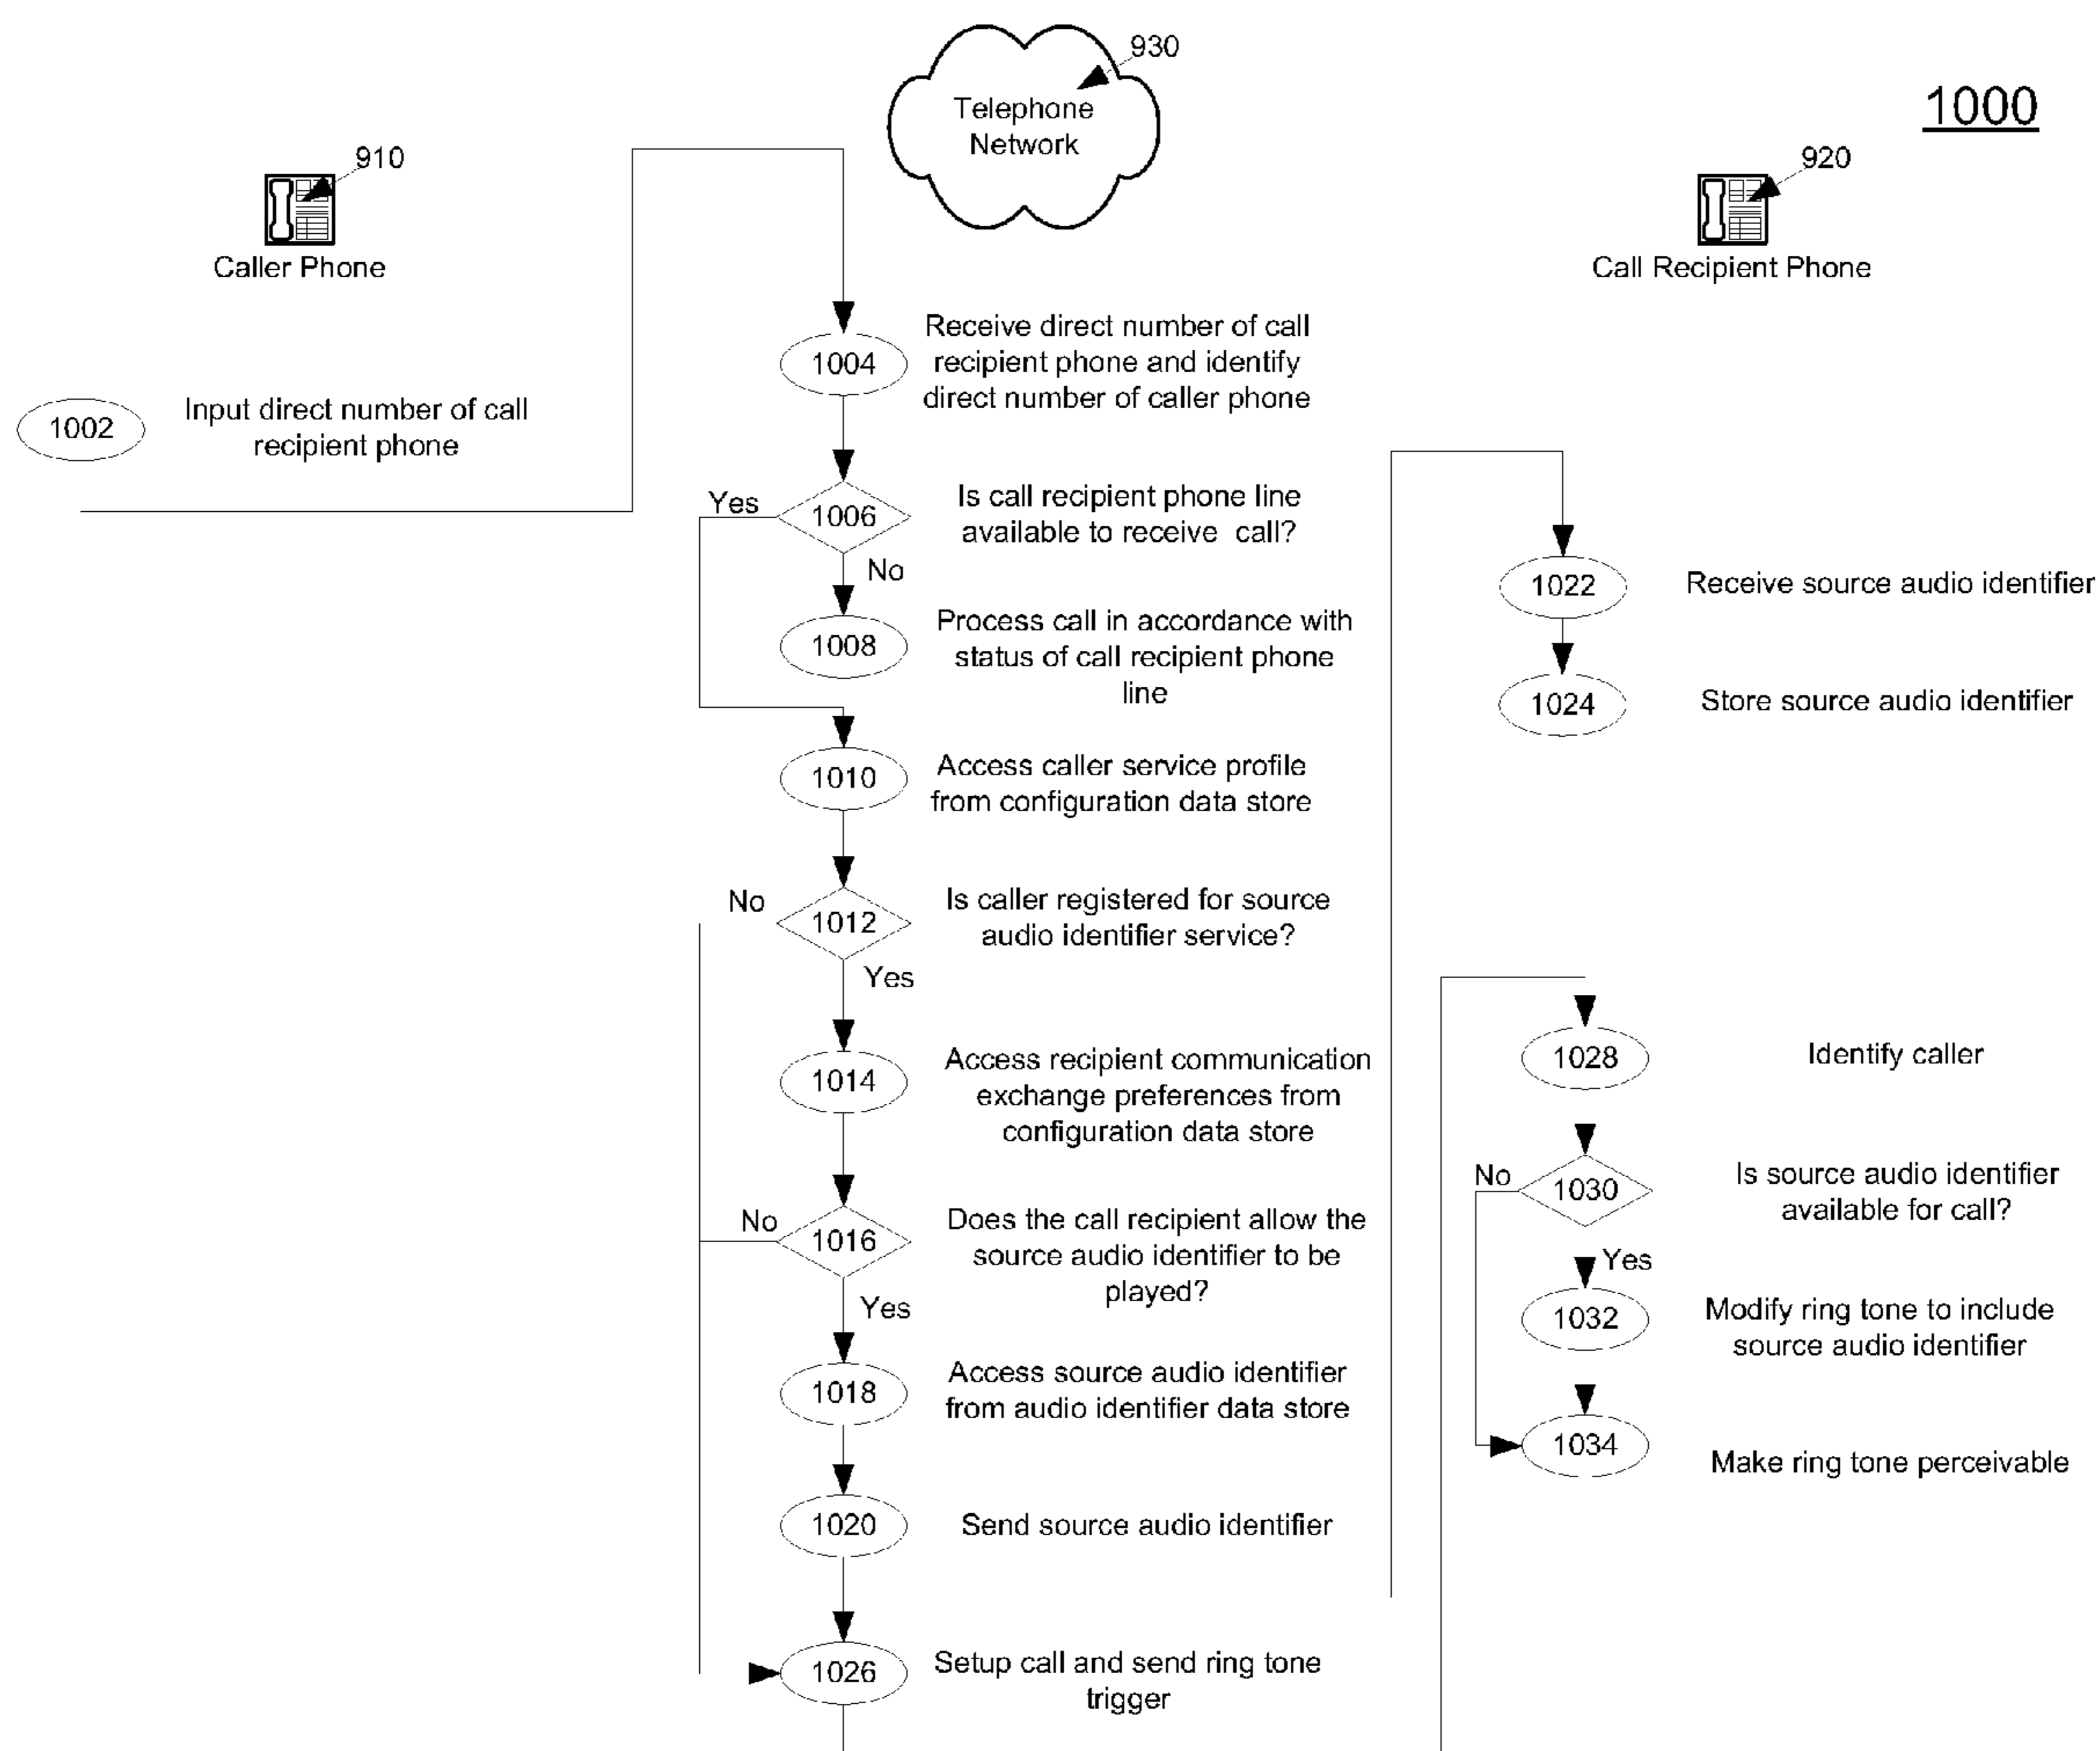 930
Telephone
Network
1000
910
Caller Phone
920
Call Recipient Phone
1002
Input direct number of call
recipient phone
1004
Receive direct number of call
recipient phone and identify
direct number of caller phone
Yes
1006
Is call recipient phone line
available to receive call?
No
1008
Process call in accordance with
status of call recipient phone
line
1010
Access caller service profile
from configuration data store
No
1012
Is caller registered for source
audio identifier service?
Yes
1014
Access recipient communication
exchange preferences from
configuration data store
No
1016
Does the call recipient allow the
source audio identifier to be
played?
Yes
1018
Access source audio identifier
from audio identifier data store
1020
Send source audio identifier
1026
Setup call and send ring tone
trigger
1022
Receive source audio identifier
1024
Store source audio identifier
1028
Identify caller
No
1030
Is source audio identifier
available for call?
Yes
1032
Modify ring tone to include
source audio identifier
1034
Make ring tone perceivable